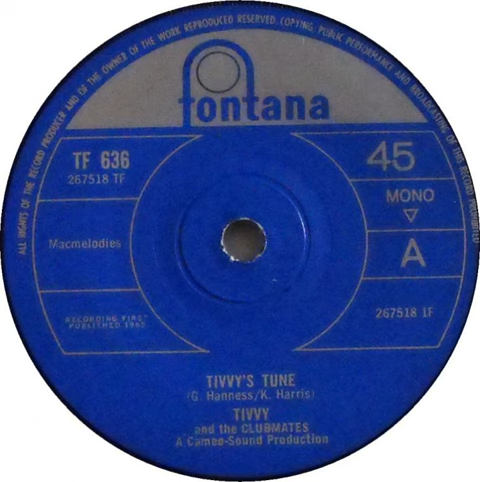 ALL RIGHTS OF THE RECORD PRODUCER AND OF THE OWNER OF THE WORK REPRODUCED RESERVED. COPYING, PUBLIC PERFORMANCE AND BROADCASTING OF THIS RECORD PROHIBITED
fontana
TF 636
267518 TF
45
MONO
A
Macmelodies
RECORDING FIRST
PUBLISHED 1965
267518 1F
TIVVY'S TUNE
(G. Hanness/K. Harris)
TIVVY
and the CLUBMATES
A Cameo-Sound Production